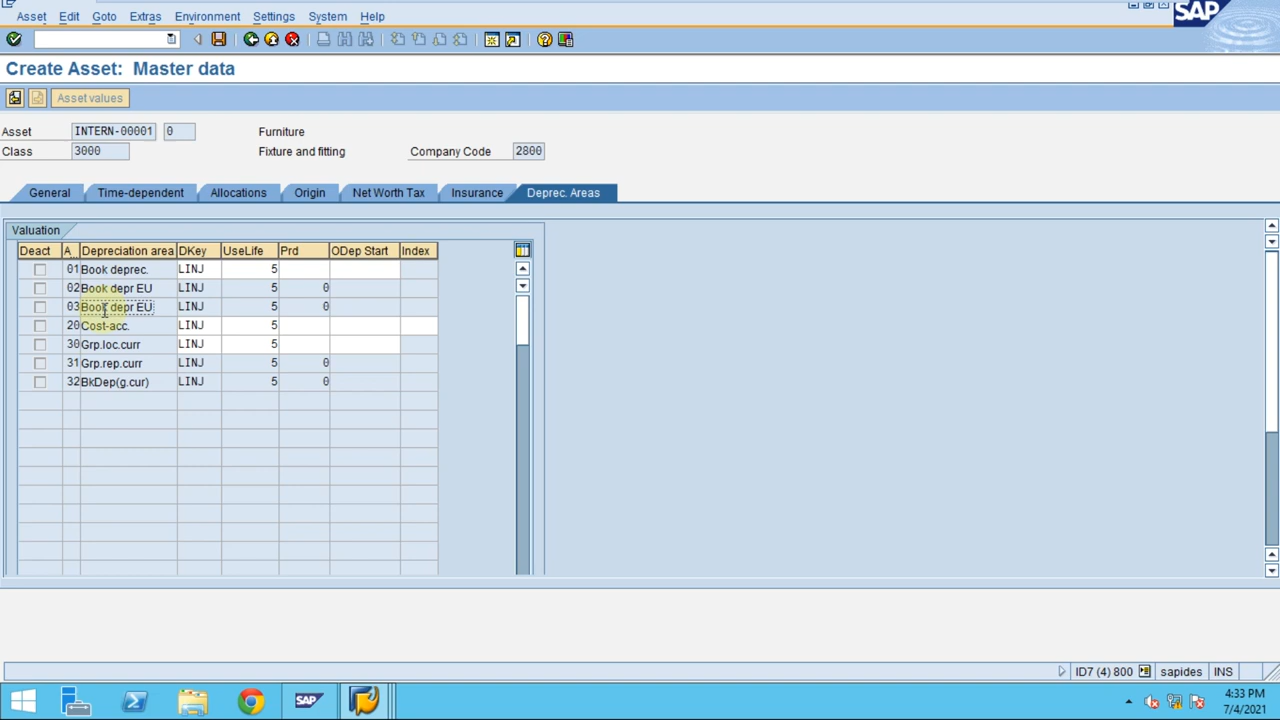 Asset Edit Goto Extras Environment Settings System Help
SAP
Create Asset: Master data
Asset values
Asset INTERN-00001 0 Furniture
Class 3000 Fixture and fitting Company Code 2800
General Time-dependent Allocations Origin Net Worth Tax Insurance Deprec. Areas
Valuation
Deact A.. Depreciation area DKey UseLife Prd ODep Start Index
01 Book deprec. LINJ 5
02 Book depr EU LINJ 5 0
03 Book depr EU LINJ 5 0
20 Cost-acc. LINJ 5
30 Grp.loc.curr LINJ 5
31 Grp.rep.curr LINJ 5 0
32 BkDep(g.cur) LINJ 5 0
ID7 (4) 800 sapides INS
SAP
4:33 PM
7/4/2021